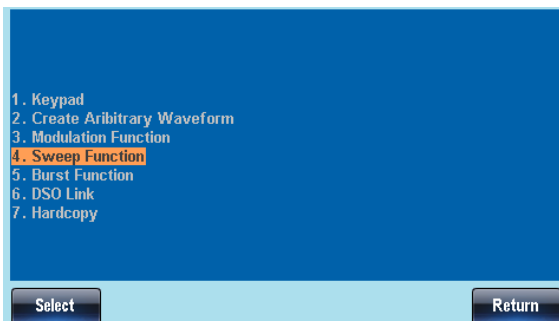 1. Keypad
2. Create Aribitrary Waveform
3. Modulation Function
4. Sweep Function
5. Burst Function
6. DSO Link
7. Hardcopy
Select Return